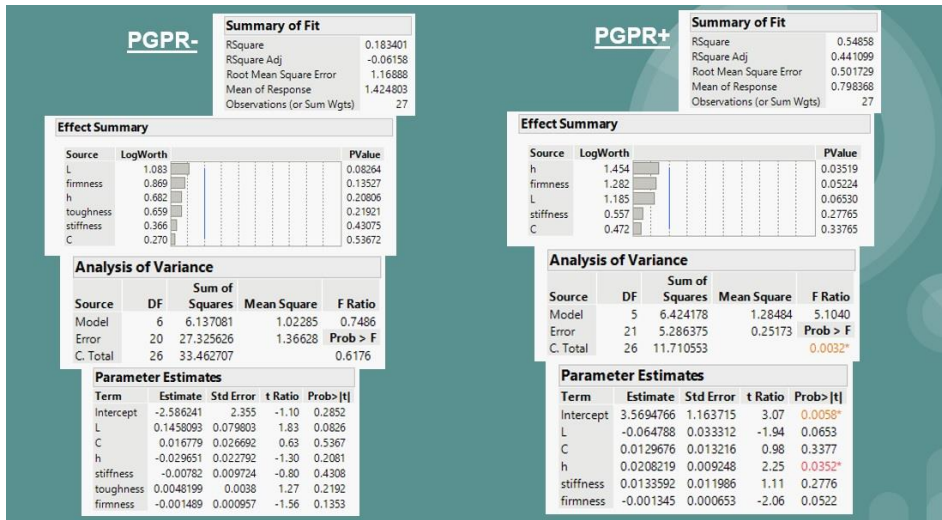 PGPR-
Summary of Fit
RSquare 0.183401
RSquare Adj -0.06158
Root Mean Square Error 1.16888
Mean of Response 1.424803
Observations (or Sum Wgts) 27
Effect Summary
Source LogWorth PValue
L 1.083 0.08264
firmness 0.869 0.13527
h 0.682 0.20806
toughness 0.659 0.21921
stiffness 0.366 0.43075
C 0.270 0.53672
Analysis of Variance
Sum of
Source DF Squares Mean Square F Ratio
Model 6 6.137081 1.02285 0.7486
Error 20 27.325626 1.36628 Prob > F
C. Total 26 33.462707 0.6176
Parameter Estimates
Term Estimate Std Error t Ratio Prob>|t|
Intercept -2.586241 2.355 -1.10 0.2852
L 0.1458093 0.079803 1.83 0.0826
C 0.016779 0.026692 0.63 0.5367
h -0.029651 0.022792 -1.30 0.2081
stiffness -0.00782 0.009724 -0.80 0.4308
toughness 0.0048199 0.0038 1.27 0.2192
firmness -0.001489 0.000957 -1.56 0.1353
PGPR+
Summary of Fit
RSquare 0.54858
RSquare Adj 0.441099
Root Mean Square Error 0.501729
Mean of Response 0.798368
Observations (or Sum Wgts) 27
Effect Summary
Source LogWorth PValue
h 1.454 0.03519
firmness 1.282 0.05224
L 1.185 0.06530
stiffness 0.557 0.27765
C 0.472 0.33765
Analysis of Variance
Sum of
Source DF Squares Mean Square F Ratio
Model 5 6.424178 1.28484 5.1040
Error 21 5.286375 0.25173 Prob > F
C. Total 26 11.710553 0.0032*
Parameter Estimates
Term Estimate Std Error t Ratio Prob>|t|
Intercept 3.5694766 1.163715 3.07 0.0058*
L -0.064788 0.033312 -1.94 0.0653
C 0.0129676 0.013216 0.98 0.3377
h 0.0208219 0.009248 2.25 0.0352*
stiffness 0.0133592 0.011986 1.11 0.2776
firmness -0.001345 0.000653 -2.06 0.0522